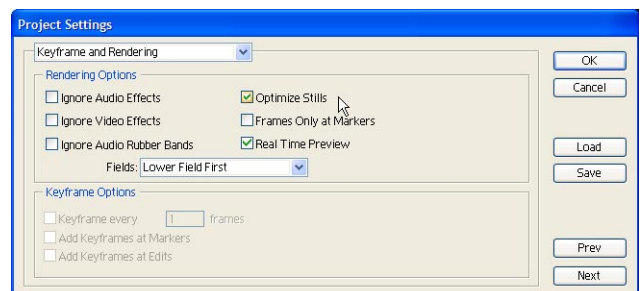 Project Settings
Keyframe and Rendering
Rendering Options
Ignore Audio Effects
Optimize Stills
Ignore Video Effects
Frames Only at Markers
Ignore Audio Rubber Bands
Real Time Preview
Fields: Lower Field First
Keyframe Options
Keyframe every 1 frames
Add Keyframes at Markers
Add Keyframes at Edits
OK
Cancel
Load
Save
Prev
Next